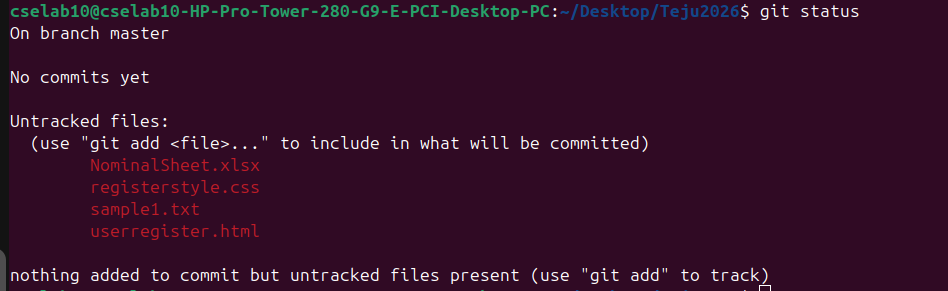 cselab10@cselab10-HP-Pro-Tower-280-G9-E-PCI-Desktop-PC:~/Desktop/Teju2026$ git status
On branch master
No commits yet
Untracked files:
(use "git add <file>..." to include in what will be committed)
NominalSheet.xlsx
registerstyle.css
sample1.txt
userregister.html
nothing added to commit but untracked files present (use "git add" to track)